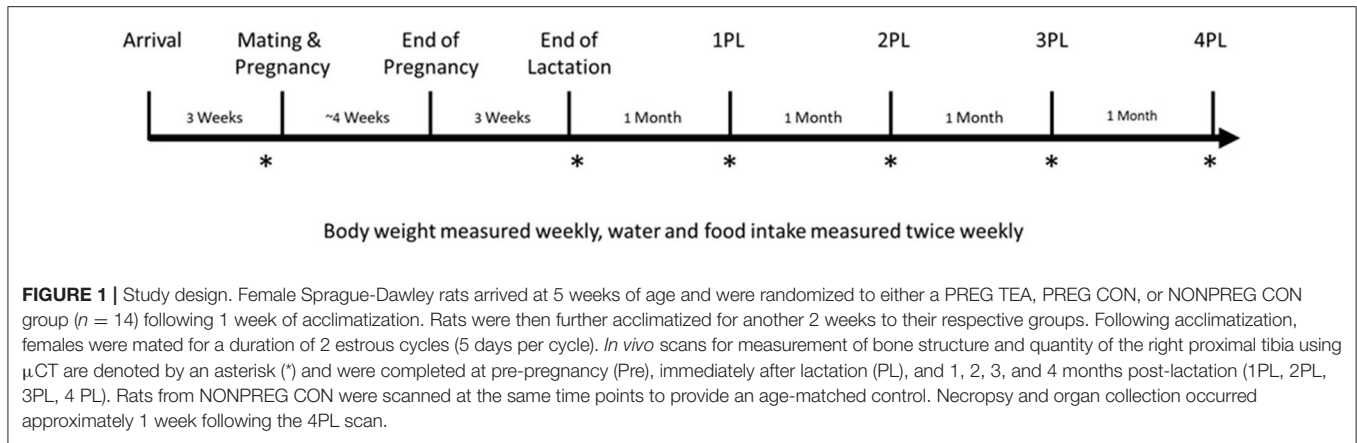 Arrival Mating & Pregnancy End of Pregnancy End of Lactation 1PL 2PL 3PL 4PL
3 Weeks ~4 Weeks 3 Weeks 1 Month 1 Month 1 Month 1 Month
* * * * * *
Body weight measured weekly, water and food intake measured twice weekly
FIGURE 1 | Study design. Female Sprague-Dawley rats arrived at 5 weeks of age and were randomized to either a PREG TEA, PREG CON, or NONPREG CON
group (n = 14) following 1 week of acclimatization. Rats were then further acclimatized for another 2 weeks to their respective groups. Following acclimatization,
females were mated for a duration of 2 estrous cycles (5 days per cycle). In vivo scans for measurement of bone structure and quantity of the right proximal tibia using
μCT are denoted by an asterisk (*) and were completed at pre-pregnancy (Pre), immediately after lactation (PL), and 1, 2, 3, and 4 months post-lactation (1PL, 2PL,
3PL, 4 PL). Rats from NONPREG CON were scanned at the same time points to provide an age-matched control. Necropsy and organ collection occurred
approximately 1 week following the 4PL scan.